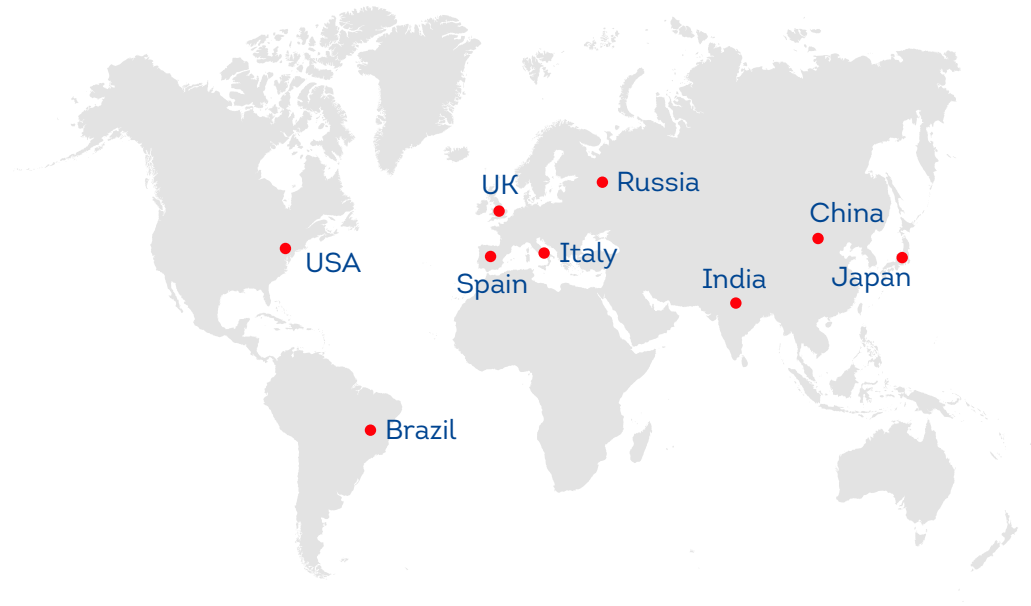 Russia
UK
China
Italy
USA
Spain
India
Japan
Brazil